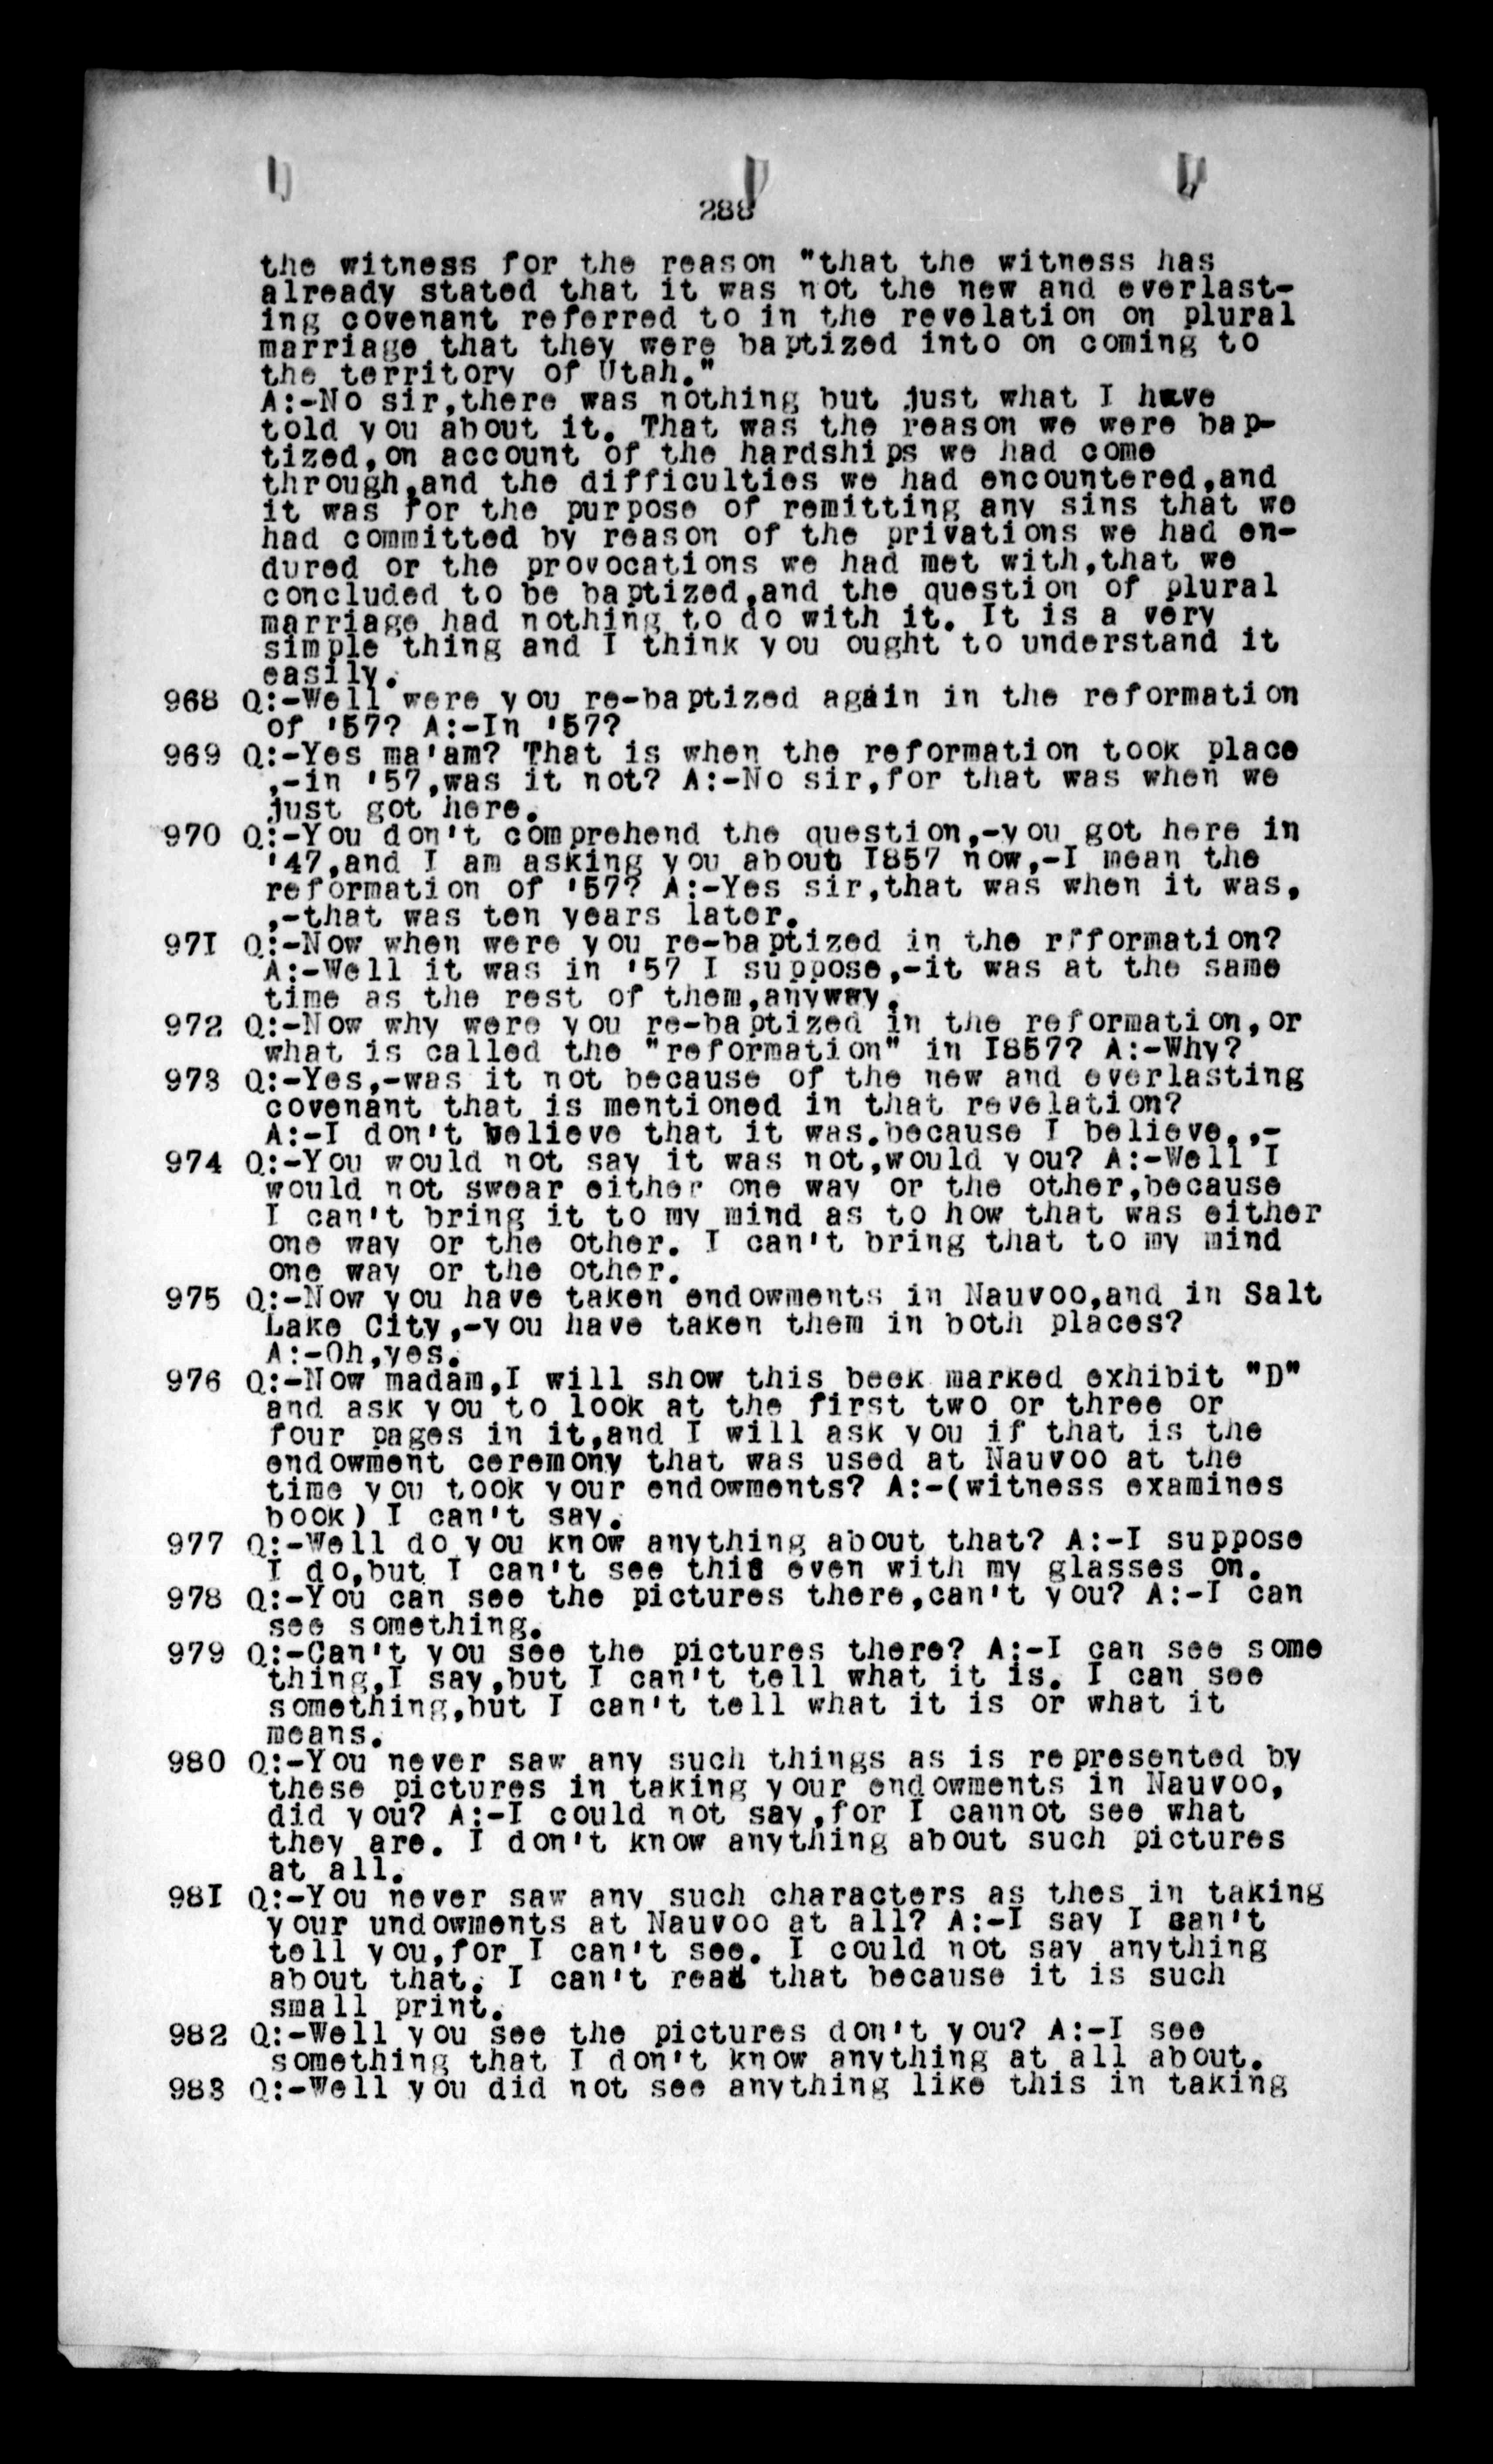 288
the witness for the reason "that the witness has
already stated that it was not the new and everlast-
ing covenant referred to in the revelation on plural
marriage that they were baptized into on coming to
the territory of Utah."
A:-No sir,there was nothing but just what I have
told you about it. That was the reason we were bap-
tized,on account of the hardships we had come
through,and the difficulties we had encountered,and
it was for the purpose of remitting any sins that we
had committed by reason of the privations we had en-
dured or the provocations we had met with,that we
concluded to be baptized,and the question of plural
marriage had nothing to do with it. It is a very
simple thing and I think you ought to understand it
easily.
968 Q:-Well were you re-baptized again in the reformation
of '57? A:-In '57?
969 Q:-Yes ma'am? That is when the reformation took place
,-in '57,was it not? A:-No sir,for that was when we
just got here.
970 Q:-You don't comprehend the question,-you got here in
'47,and I am asking you about I857 now,-I mean the
reformation of '57? A:-Yes sir,that was when it was,
,-that was ten years later.
97I Q:-Now when were you re-baptized in the rfformation?
A:-Well it was in '57 I suppose,-it was at the same
time as the rest of them,anyway.
972 Q:-Now why were you re-baptized in the reformation,or
what is called the "reformation" in I857? A:-Why?
973 Q:-Yes,-was it not because of the new and everlasting
covenant that is mentioned in that revelation?
A:-I don't believe that it was.because I believe.,-
974 Q:-You would not say it was not,would you? A:-Well I
would not swear either one way or the other,because
I can't bring it to my mind as to how that was either
one way or the other. I can't bring that to my mind
one way or the other.
975 Q:-Now you have taken endowments in Nauvoo,and in Salt
Lake City,-you have taken them in both places?
A:-Oh,yes.
976 Q:-Now madam,I will show this beek marked exhibit "D"
and ask you to look at the first two or three or
four pages in it,and I will ask you if that is the
endowment ceremony that was used at Nauvoo at the
time you took your endowments? A:-(witness examines
book) I can't say.
977 Q:-Well do you know anything about that? A:-I suppose
I do,but I can't see this even with my glasses on.
978 Q:-You can see the pictures there,can't you? A:-I can
see something.
979 Q:-Can't you see the pictures there? A:-I can see some
thing,I say,but I can't tell what it is. I can see
something,but I can't tell what it is or what it
means.
980 Q:-You never saw any such things as is represented by
these pictures in taking your endowments in Nauvoo,
did you? A:-I could not say,for I cannot see what
they are. I don't know anything about such pictures
at all.
98I Q:-You never saw any such characters as thes in taking
your undowments at Nauvoo at all? A:-I say I can't
tell you,for I can't see. I could not say anything
about that. I can't read that because it is such
small print.
982 Q:-Well you see the pictures don't you? A:-I see
something that I don't know anything at all about.
983 Q:-Well you did not see anything like this in taking